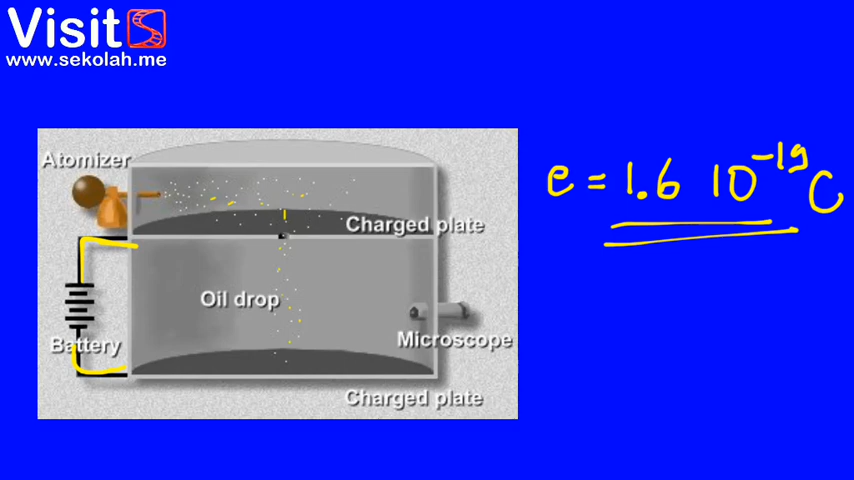 Visit S
www.sekolah.me
Atomizer
Charged plate
Oil drop
Battery
Microscope
Charged plate
e = 1.6 10⁻¹⁹ C